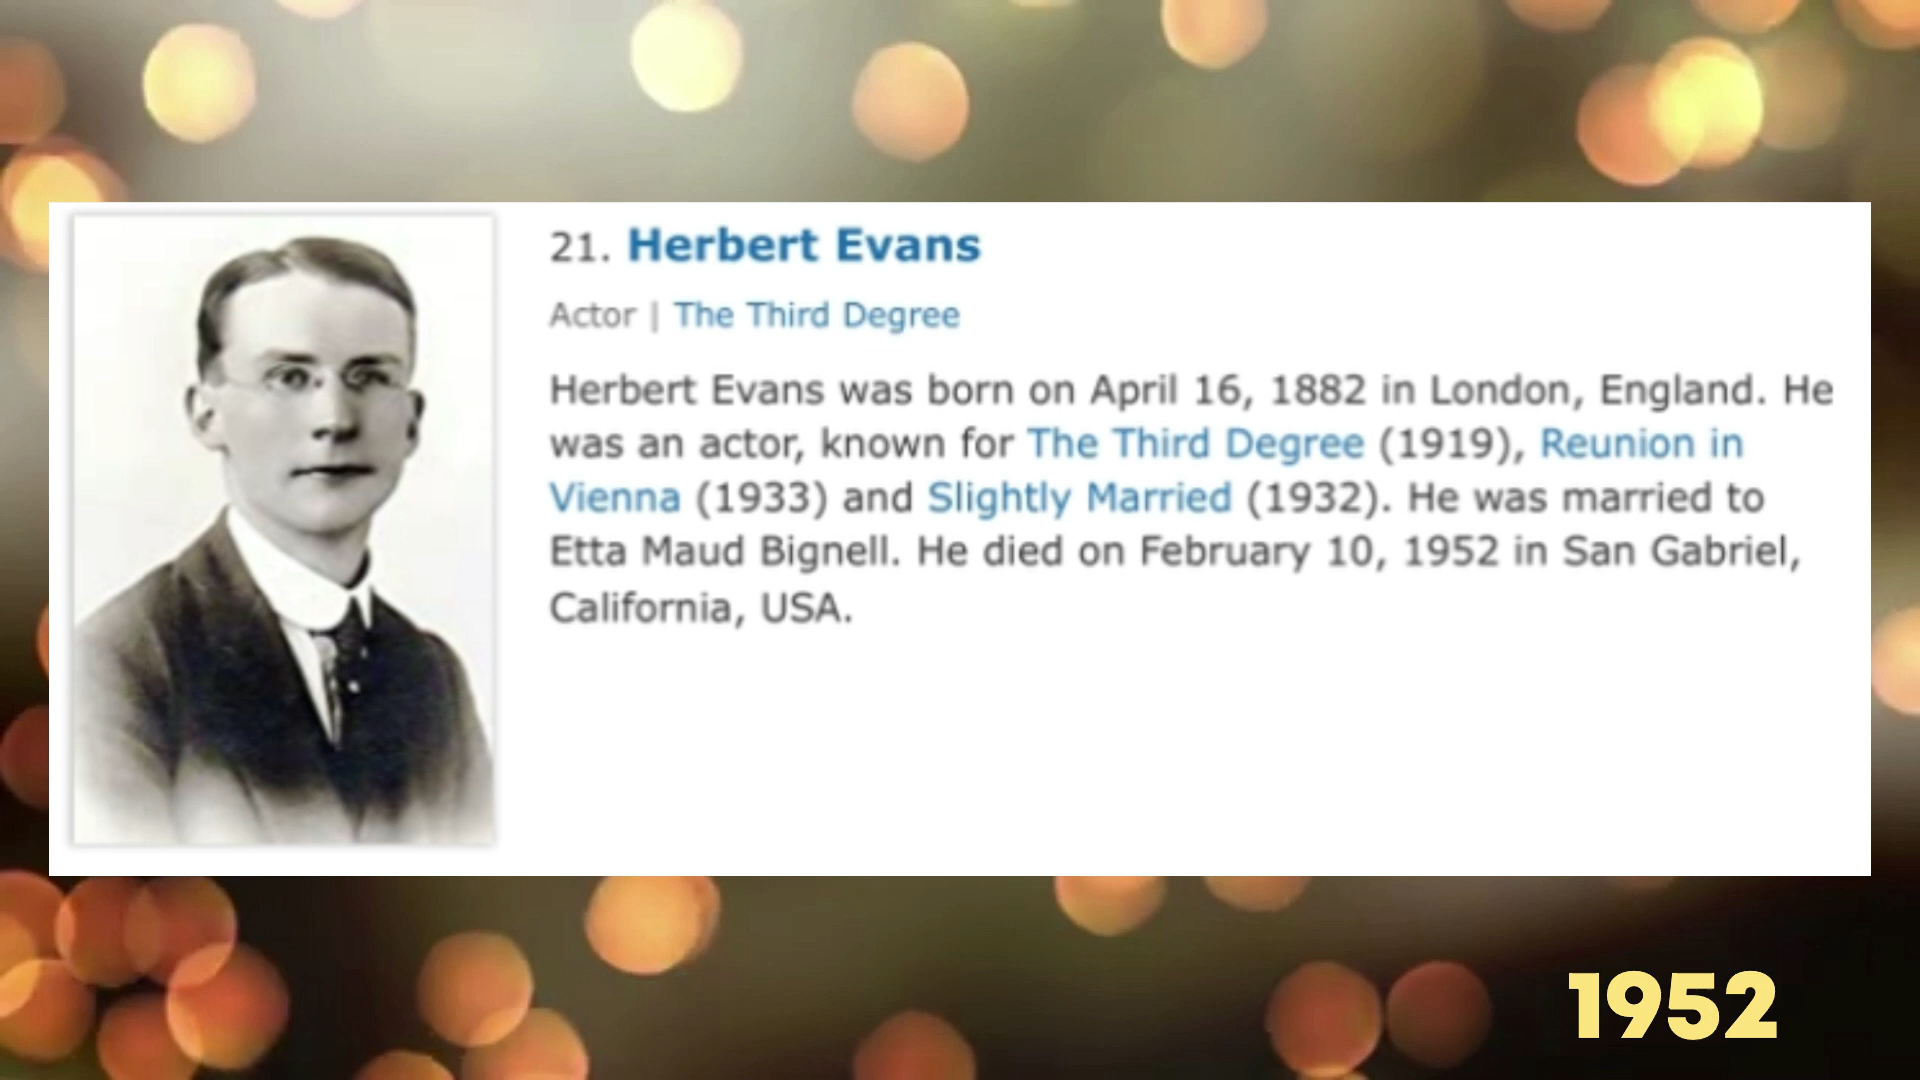 21. Herbert Evans
Actor | The Third Degree
Herbert Evans was born on April 16, 1882 in London, England. He
was an actor, known for The Third Degree (1919), Reunion in
Vienna (1933) and Slightly Married (1932). He was married to
Etta Maud Bignell. He died on February 10, 1952 in San Gabriel,
California, USA.
1952